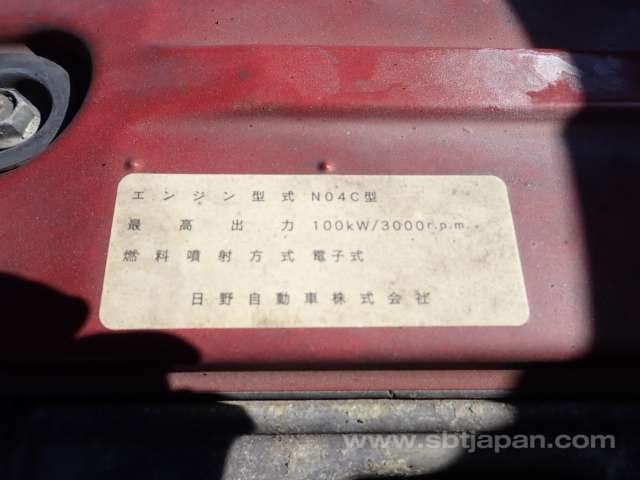 エンジン型式 N04C型
最高出力 100kW/3000r.p.m.
燃料噴射方式 電子式
日野自動車株式会社
www.sbtjapan.com